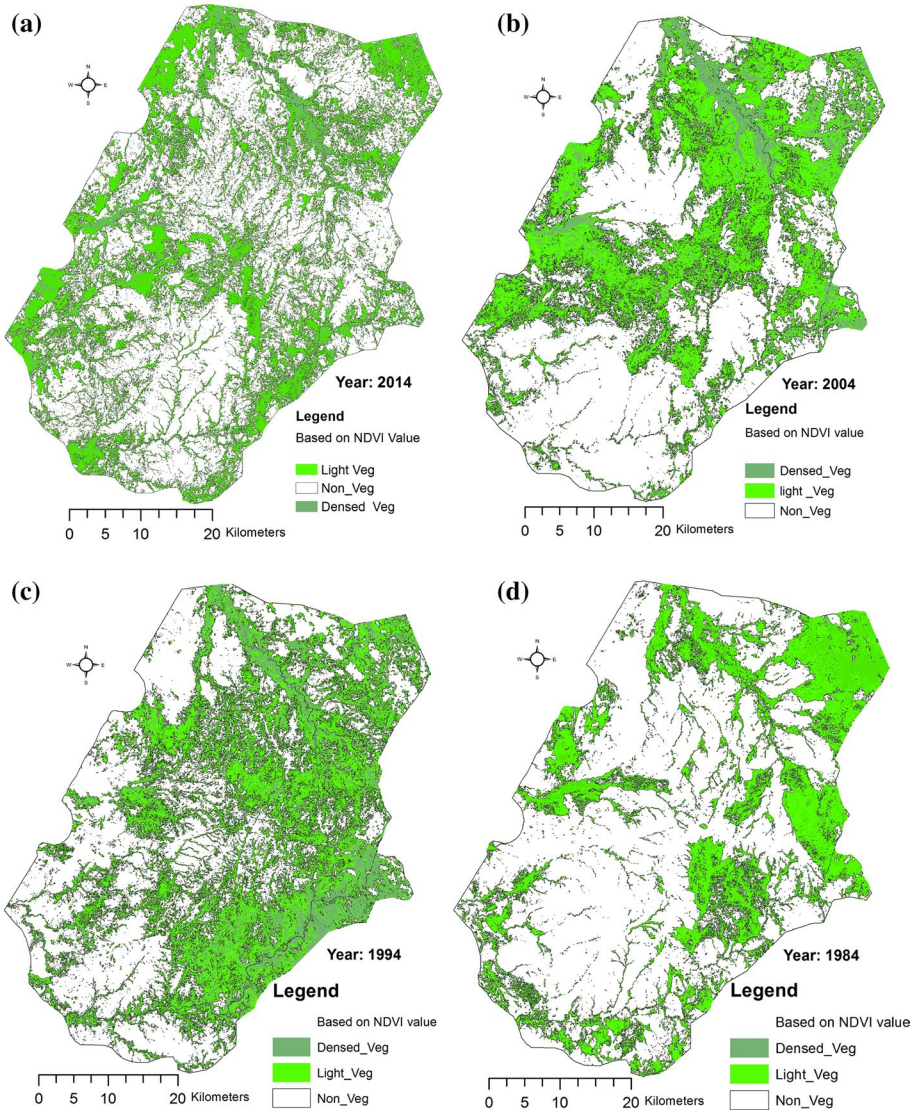 (a)
N
W E
S
Year: 2014
Legend
Based on NDVI Value
Light Veg
Non_Veg
Densed Veg
0 5 10 20 Kilometers
(b)
N
W E
S
Year: 2004
Legend
Based on NDVI value
Densed_Veg
light _Veg
Non_Veg
0 5 10 20 Kilometers
(c)
N
W E
S
Year: 1994
Legend
Based on NDVI value
Densed_Veg
Light_Veg
Non_Veg
0 5 10 20 Kilometers
(d)
N
W E
S
Year: 1984
Legend
Based on NDVI value
Densed_Veg
Light_Veg
Non_Veg
0 5 10 20 Kilometers